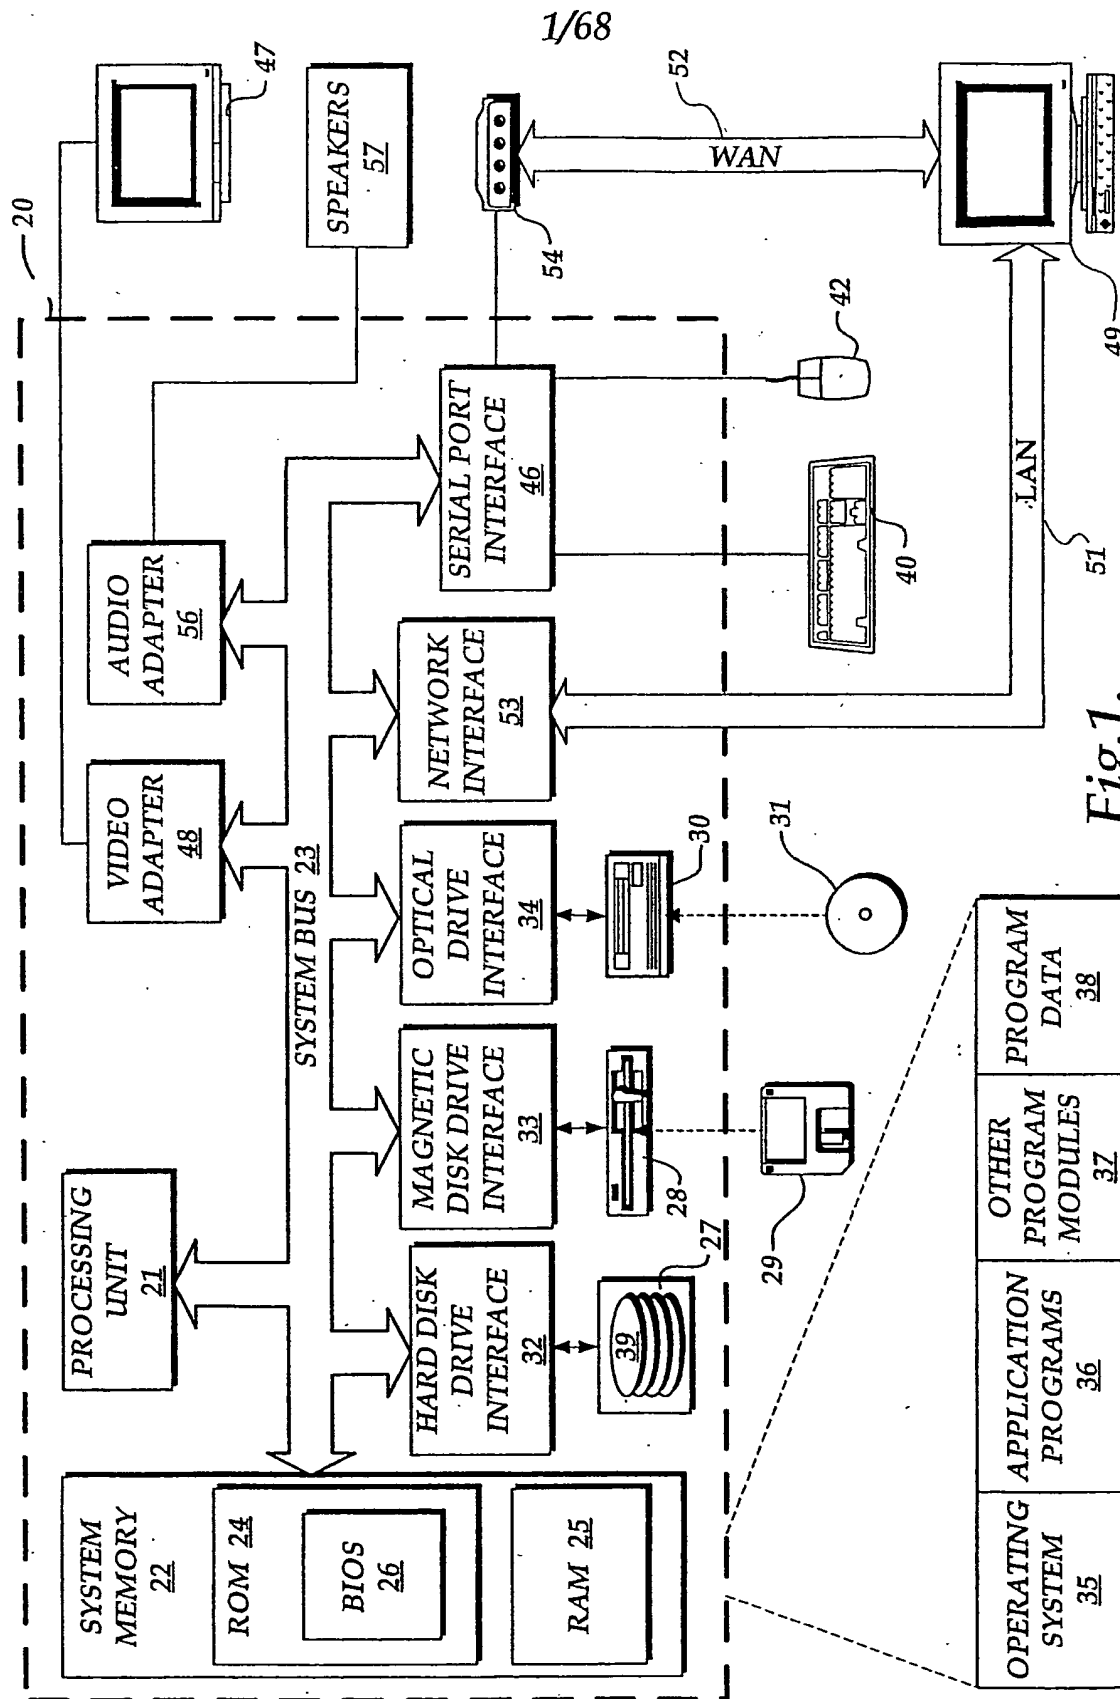 1/68
20
47
SPEAKERS
57
52
WAN
54
49
SYSTEM
MEMORY
22
ROM 24
BIOS
26
RAM 25
PROCESSING
UNIT
21
VIDEO
ADAPTER
48
AUDIO
ADAPTER
56
SYSTEM BUS 23
HARD DISK
DRIVE
INTERFACE
32
MAGNETIC
DISK DRIVE
INTERFACE
33
OPTICAL
DRIVE
INTERFACE
34
NETWORK
INTERFACE
53
SERIAL PORT
INTERFACE
46
39
27
28
30
29
31
40
42
LAN
51
OPERATING
SYSTEM
35
APPLICATION
PROGRAMS
36
OTHER
PROGRAM
MODULES
37
PROGRAM
DATA
38
Fig.1.